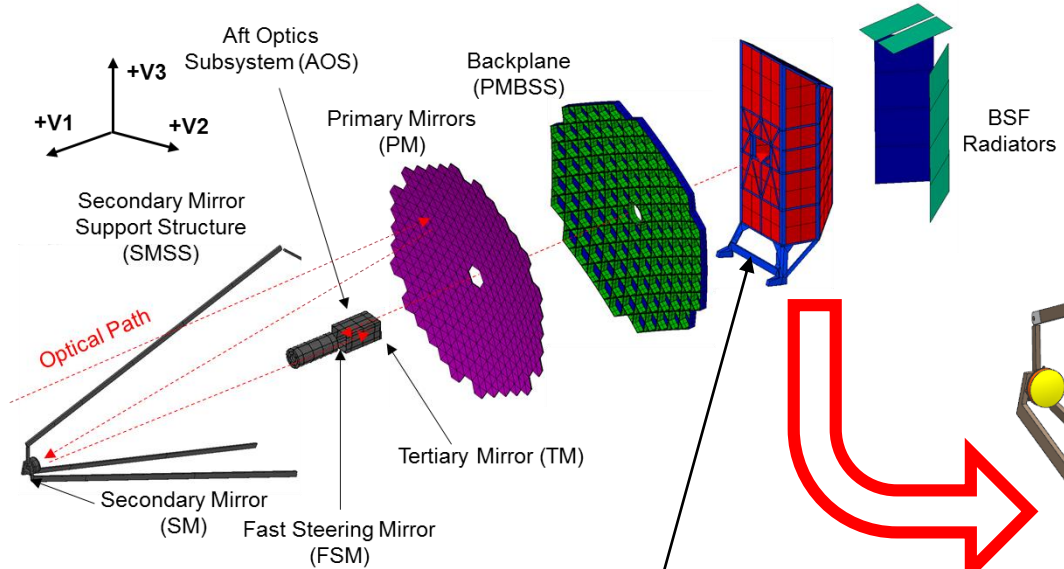 Aft Optics
Subsystem (AOS)
Backplane
(PMBSS)
+V3
+V1
+V2
Primary Mirrors
(PM)
BSF
Radiators
Secondary Mirror
Support Structure
(SMSS)
Optical Path
Tertiary Mirror (TM)
Secondary Mirror
(SM)
Fast Steering Mirror
(FSM)